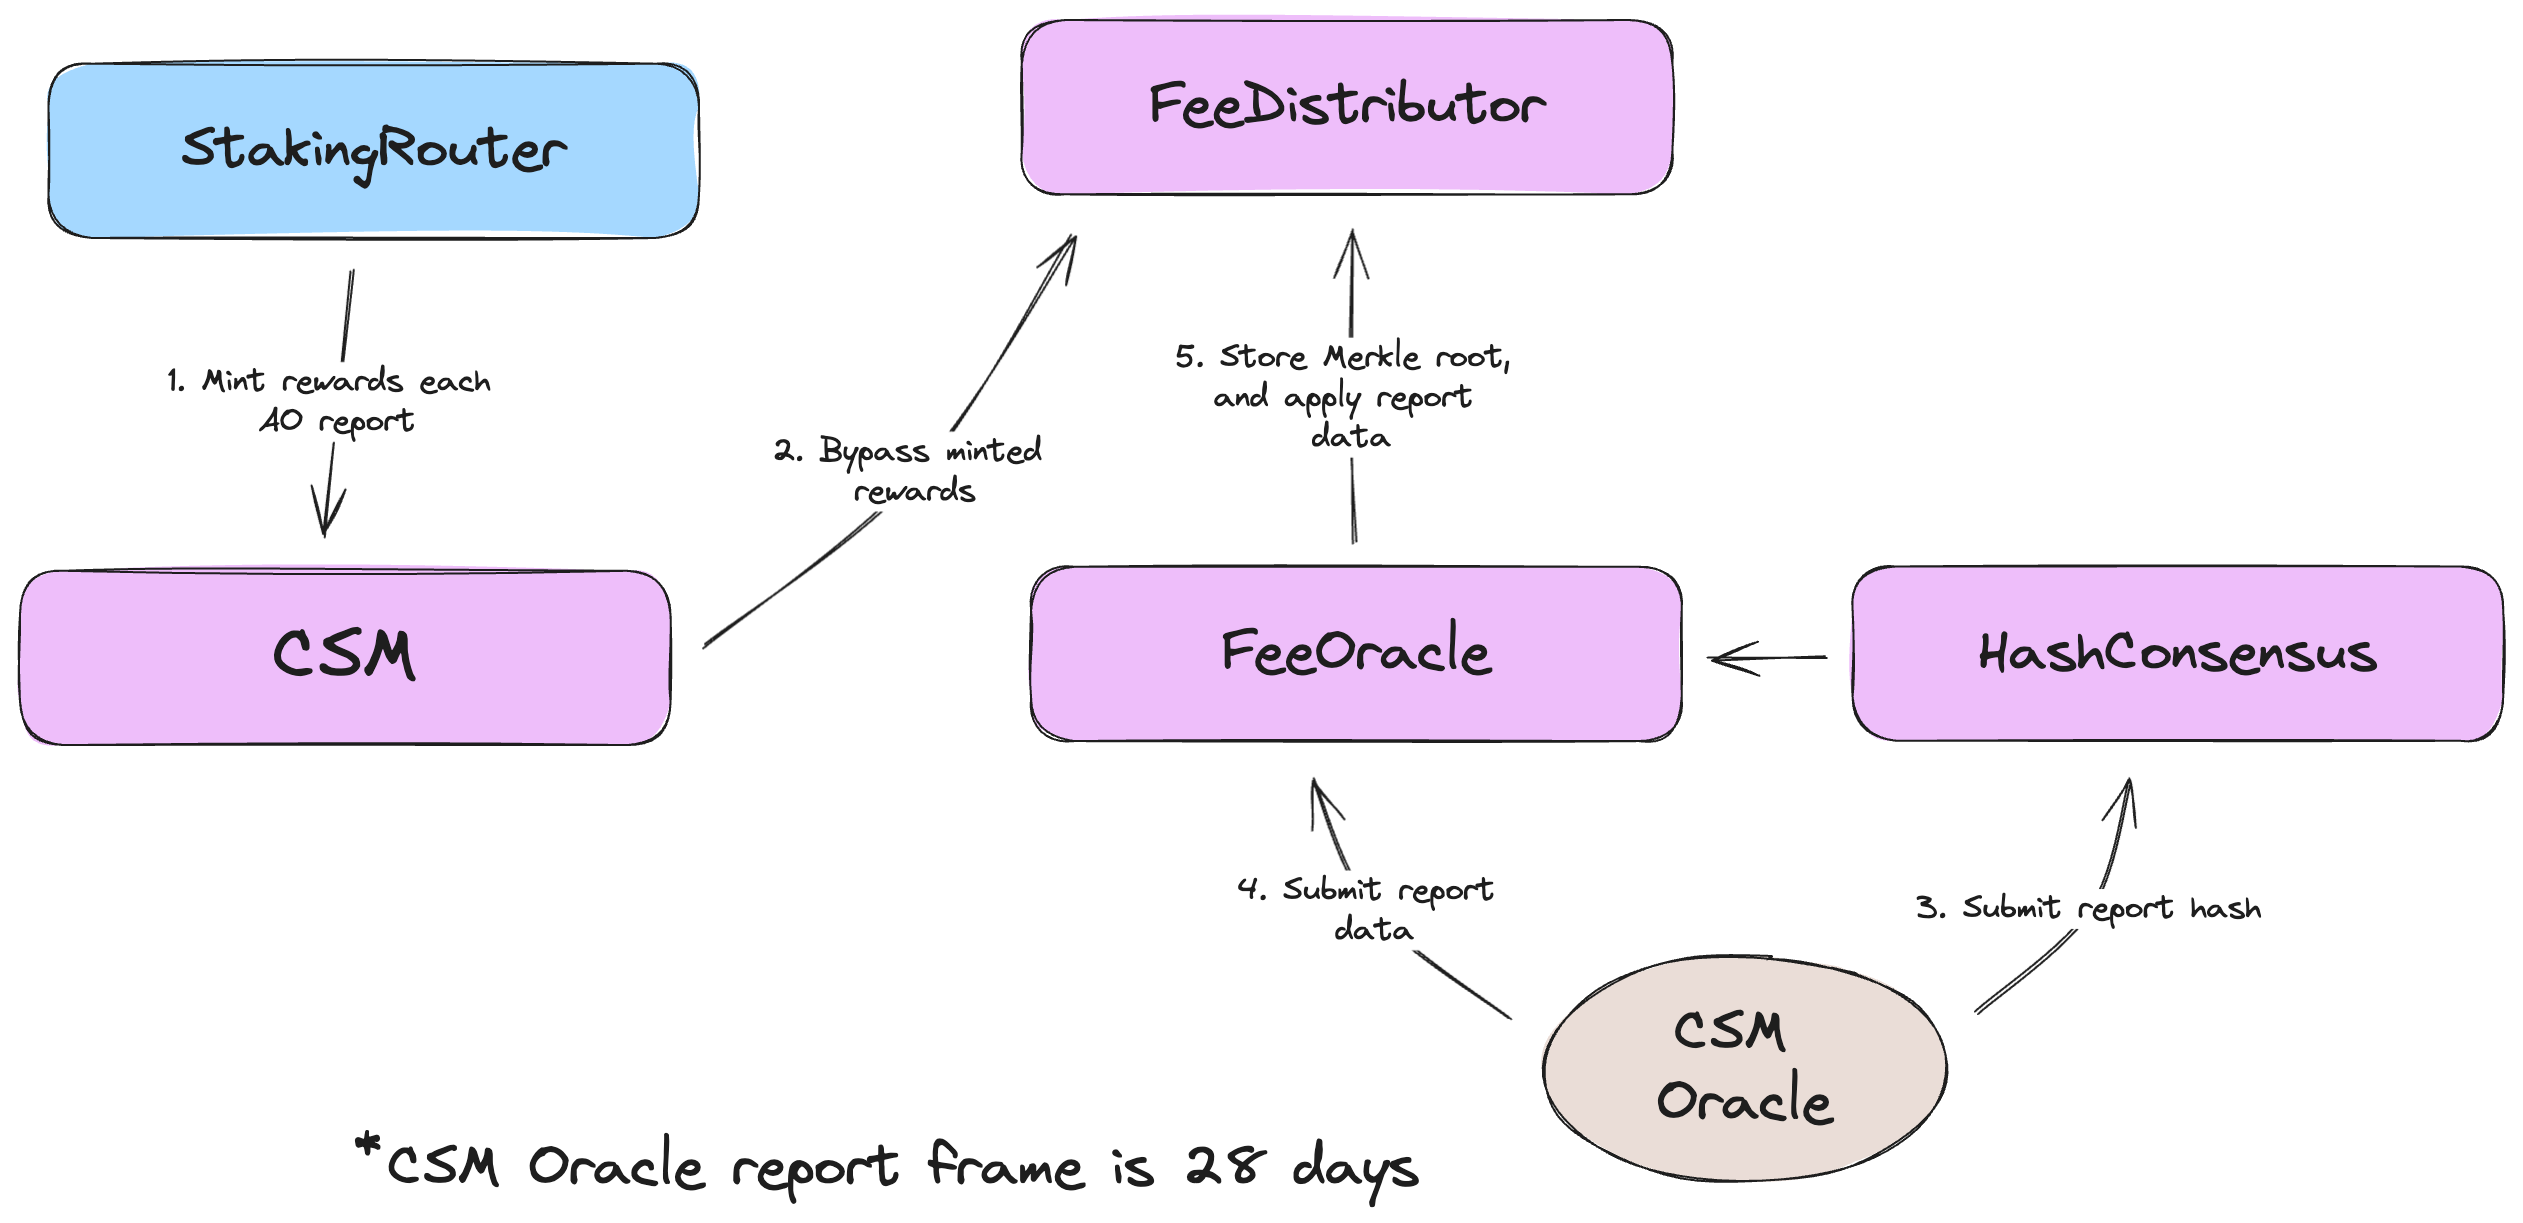 FeeDistributor
StakingRouter
1. Mint rewards each
AO report
2. Bypass minted
rewards
5. Store Merkle root,
and apply report
data
CSM
FeeOracle
HashConsensus
4. Submit report
data
3. Submit report hash
CSM
Oracle
*CSM Oracle report frame is 28 days